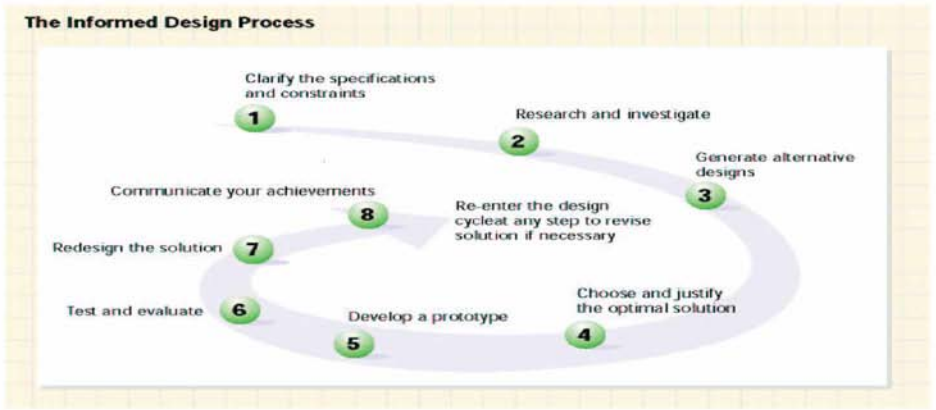 The Informed Design Process
Clarify the specifications
and constraints
1
Research and investigate
2
Generate alternative
designs
3
Communicate your achievements
8
Re-enter the design
cycleat any step to revise
solution if necessary
Redesign the solution
7
Choose and justify
the optimal solution
4
Test and evaluate
6
Develop a prototype
5